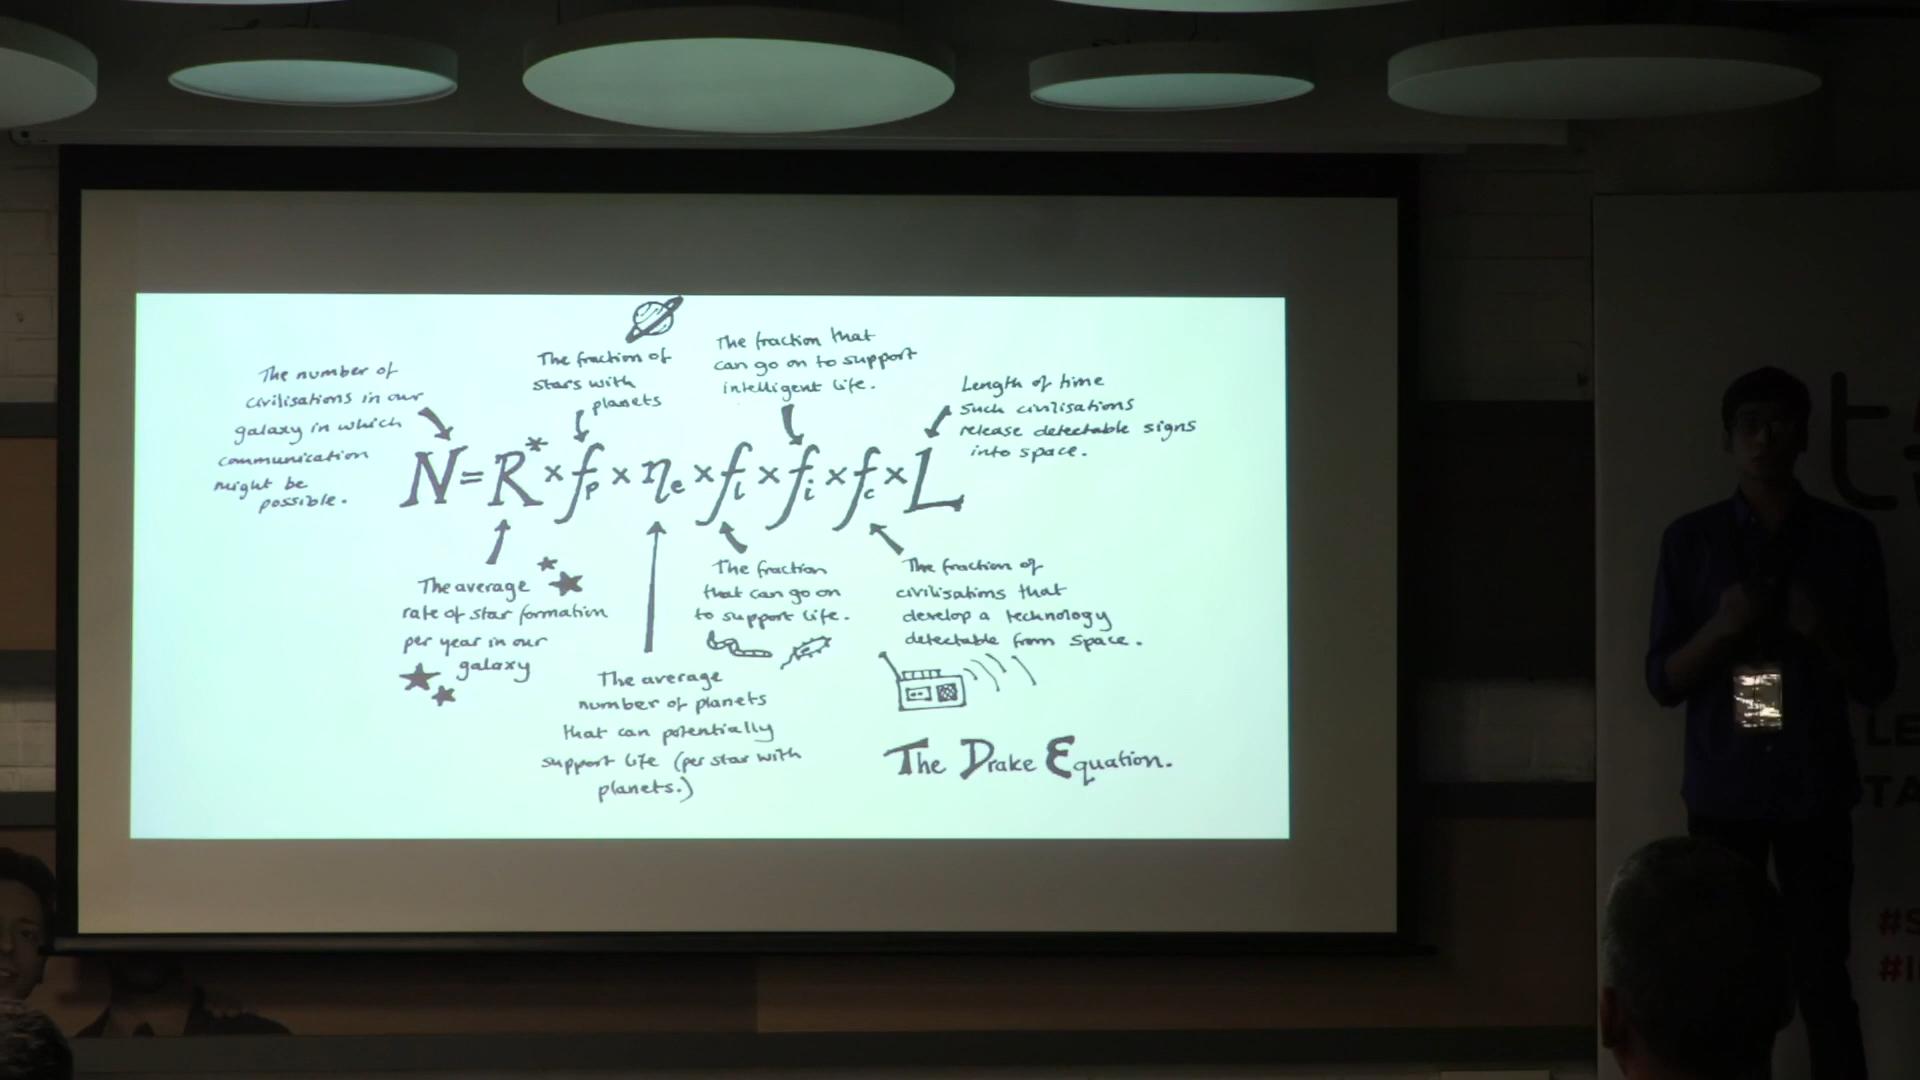 The number of
civilisations in our
galaxy in which
communication
might be
possible.
The fraction of
stars with
planets
The fraction that
can go on to support
intelligent life.
Length of time
such civilisations
release detectable signs
into space.
N = R* × fp × ηe × fl × fi × fc × L
The average
rate of star formation
per year in our
galaxy
The average
number of planets
that can potentially
support life (per star with
planets.)
The fraction
that can go on
to support life.
The fraction of
civilisations that
develop a technology
detectable from space.
The Drake Equation.
t
LE
TA
#S
#I